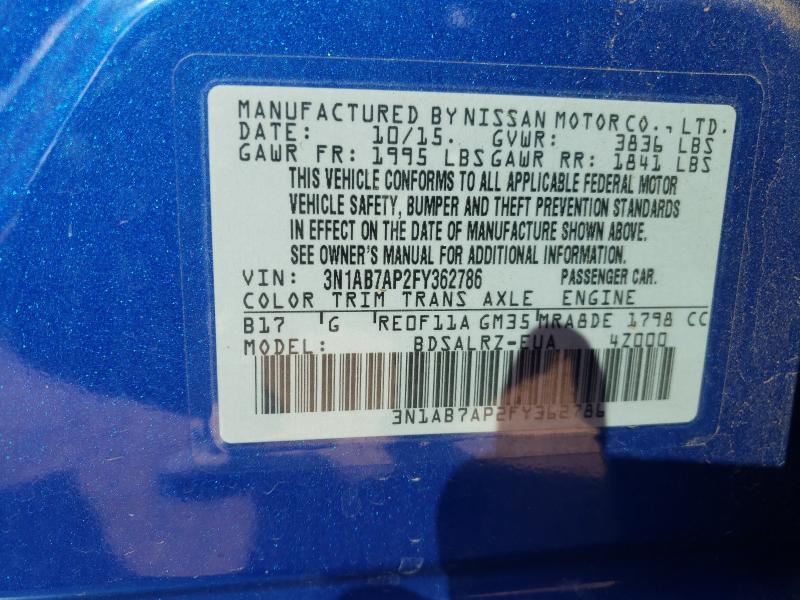 MANUFACTURED BY NISSAN MOTOR CO., LTD.
DATE: 10/15. GVWR: 3836 LBS
GAWR FR: 1995 LBS GAWR RR: 1841 LBS
THIS VEHICLE CONFORMS TO ALL APPLICABLE FEDERAL MOTOR
VEHICLE SAFETY, BUMPER AND THEFT PREVENTION STANDARDS
IN EFFECT ON THE DATE OF MANUFACTURE SHOWN ABOVE.
SEE OWNER'S MANUAL FOR ADDITIONAL INFORMATION.
VIN: 3N1AB7AP2FY362786 PASSENGER CAR.
COLOR TRIM TRANS AXLE ENGINE
B17 G RE0F11A GM35 MRA8DE 1798 CC
MODEL: BDSALRZ-EUA 4Z000
3N1AB7AP2FY362786